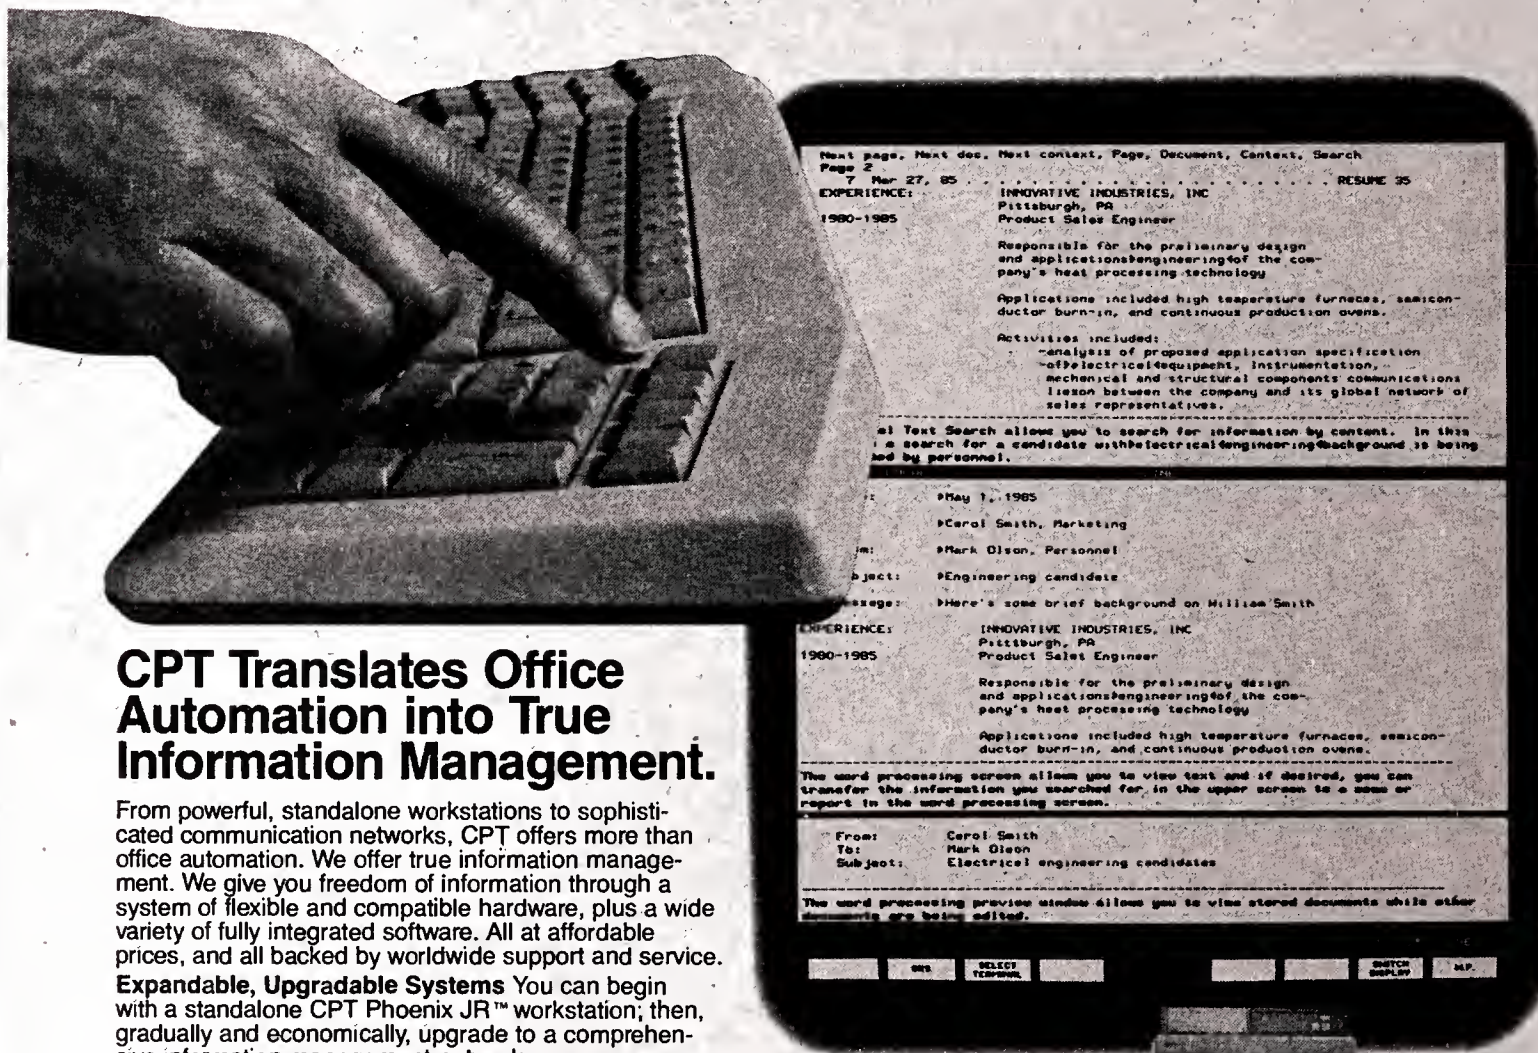 Next page, Next doc, Next context, Page, Document, Context, Search
Page 2
7 Mar 27, 85 . . . . . . . . . . . . . . . . . . . . . . . . . . RESUME 35
EXPERIENCE: INNOVATIVE INDUSTRIES, INC
Pittsburgh, PA
1980-1985 Product Sales Engineer
Responsible for the preliminary design
and applications engineering of the com-
pany's heat processing technology
Applications included high temperature furnaces, semicon-
ductor burn-in, and continuous production ovens.
Activities included:
-analysis of proposed application specification
-of electrical equipment, instrumentation,
mechanical and structural components communications
lieson between the company and its global network of
sales representatives.
al Text Search allows you to search for information by content. In this
a search for a candidate with electrical engineering background is being
ed by personnel.
May 1, 1985
Carol Smith, Marketing
m: Mark Olson, Personnel
bject: Engineering candidate
ssage: Here's some brief background on William Smith
EXPERIENCE: INNOVATIVE INDUSTRIES, INC
Pittsburgh, PA
1980-1985 Product Sales Engineer
Responsible for the preliminary design
and applications engineering of the com-
pany's heat processing technology
Applications included high temperature furnaces, semicon-
ductor burn-in, and continuous production ovens.
The word processing screen allows you to view text and if desired, you can
transfer the information you searched for in the upper screen to a memo or
report in the word processing screen.
From: Carol Smith
To: Mark Olson
Subject: Electrical engineering candidates
The word processing preview window allows you to view stored documents while other
documents are being edited.
SELECT TERMINAL SWITCH DISPLAY W.P.
CPT Translates Office
Automation into True
Information Management.
From powerful, standalone workstations to sophisti-
cated communication networks, CPT offers more than
office automation. We offer true information manage-
ment. We give you freedom of information through a
system of flexible and compatible hardware, plus a wide
variety of fully integrated software. All at affordable
prices, and all backed by worldwide support and service.
Expandable, Upgradable Systems You can begin
with a standalone CPT Phoenix JR™ workstation; then,
gradually and economically, upgrade to a comprehen-